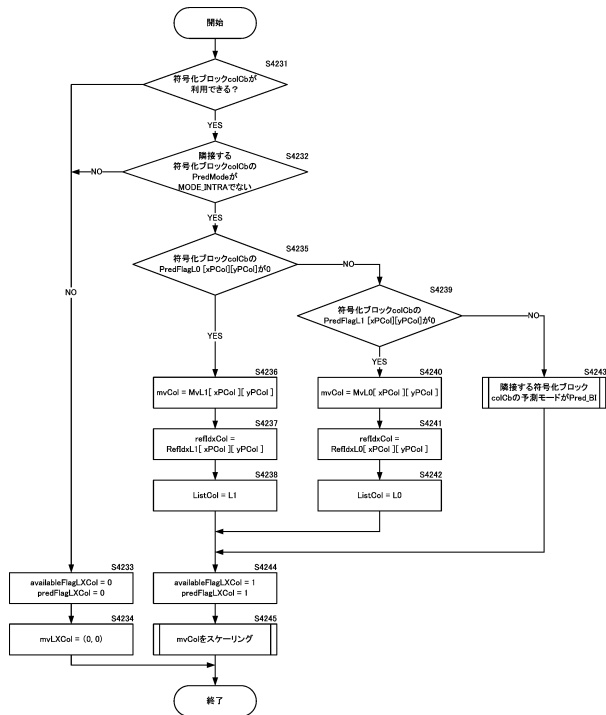 開始
S4231
符号化ブロックcolCbが
利用できる?
YES
S4232
隣接する
符号化ブロックcolCbの
PredModeが
MODE_INTRAでない
NO
YES
S4235
符号化ブロックcolCbの
PredFlagL0 [xPCol][yPCol]が0
NO
S4239
符号化ブロックcolCbの
PredFlagL1 [xPCol][yPCol]が0
NO
NO
YES
YES
S4236
mvCol = MvL1[ xPCol ][ yPCol ]
S4240
mvCol = MvL0[ xPCol ][ yPCol ]
S4243
隣接する符号化ブロック
colCbの予測モードがPred_BI
S4237
refIdxCol =
RefIdxL1[ xPCol ][ yPCol ]
S4241
refIdxCol =
RefIdxL0[ xPCol ][ yPCol ]
S4238
ListCol = L1
S4242
ListCol = L0
S4233
availableFlagLXCol = 0
predFlagLXCol = 0
S4244
availableFlagLXCol = 1
predFlagLXCol = 1
S4234
mvLXCol = (0, 0)
S4245
mvColをスケーリング
終了